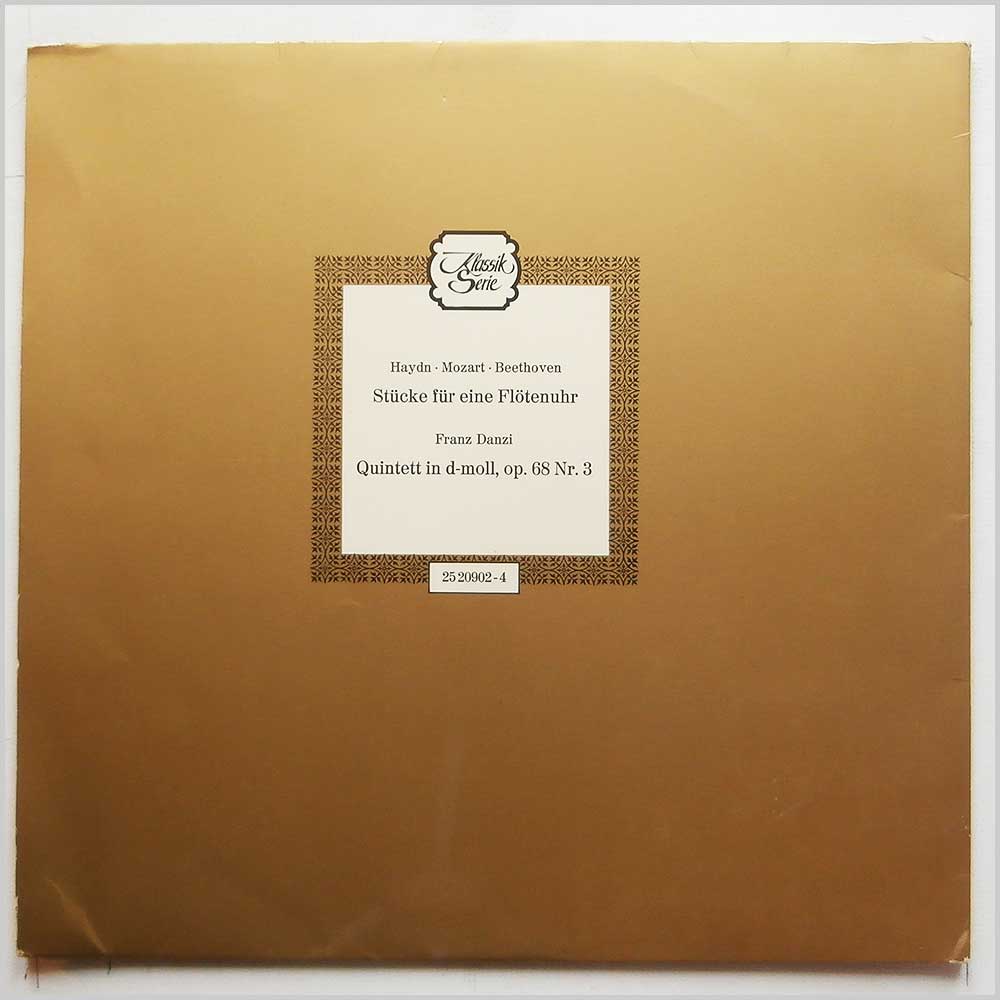 Klassik
Serie
Haydn · Mozart · Beethoven
Stücke für eine Flötenuhr
Franz Danzi
Quintett in d-moll, op. 68 Nr. 3
25 20902-4